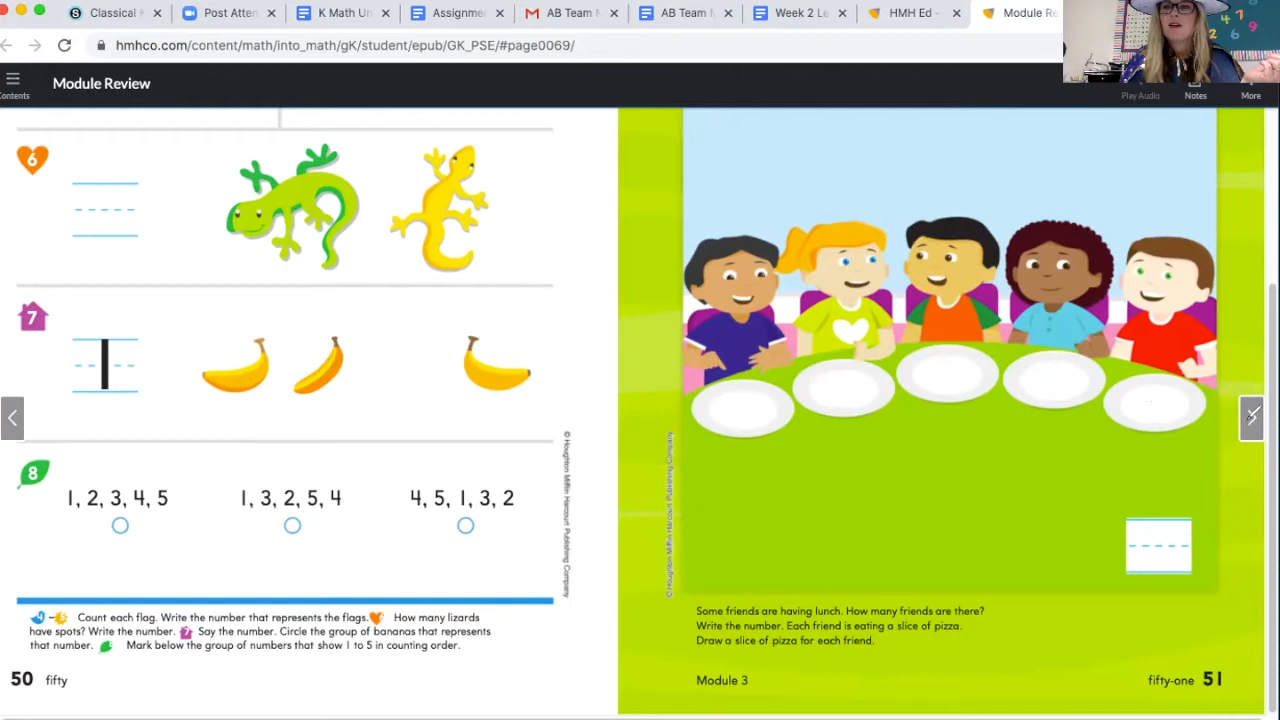 Classical
Post Atten
K Math Un
Assignme
AB Team M
AB Team M
Week 2 Le
HMH Ed -
Module Re
hmhco.com/content/math/into_math/gK/student/epub/GK_PSE/#page0069/
Contents
Module Review
Play Audio
Notes
More
6
7
1
8
1, 2, 3, 4, 5
1, 3, 2, 5, 4
4, 5, 1, 3, 2
© Houghton Mifflin Harcourt Publishing Company
Count each flag. Write the number that represents the flags. How many lizards
have spots? Write the number. Say the number. Circle the group of bananas that represents
that number. Mark below the group of numbers that show 1 to 5 in counting order.
50 fifty
© Houghton Mifflin Harcourt Publishing Company
Some friends are having lunch. How many friends are there?
Write the number. Each friend is eating a slice of pizza.
Draw a slice of pizza for each friend.
Module 3
fifty-one 51